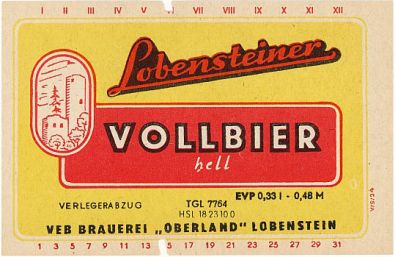 I II III IV V VI VII VIII IX X XI XII
Lobensteiner
VOLLBIER
hell
EVP 0,33 l - 0,48 M
VERLEGERABZUG
TGL 7764
HSL 18 23 10 0
VEB BRAUEREI „OBERLAND" LOBENSTEIN
1 3 5 7 9 11 13 15 17 19 21 23 25 27 29 31